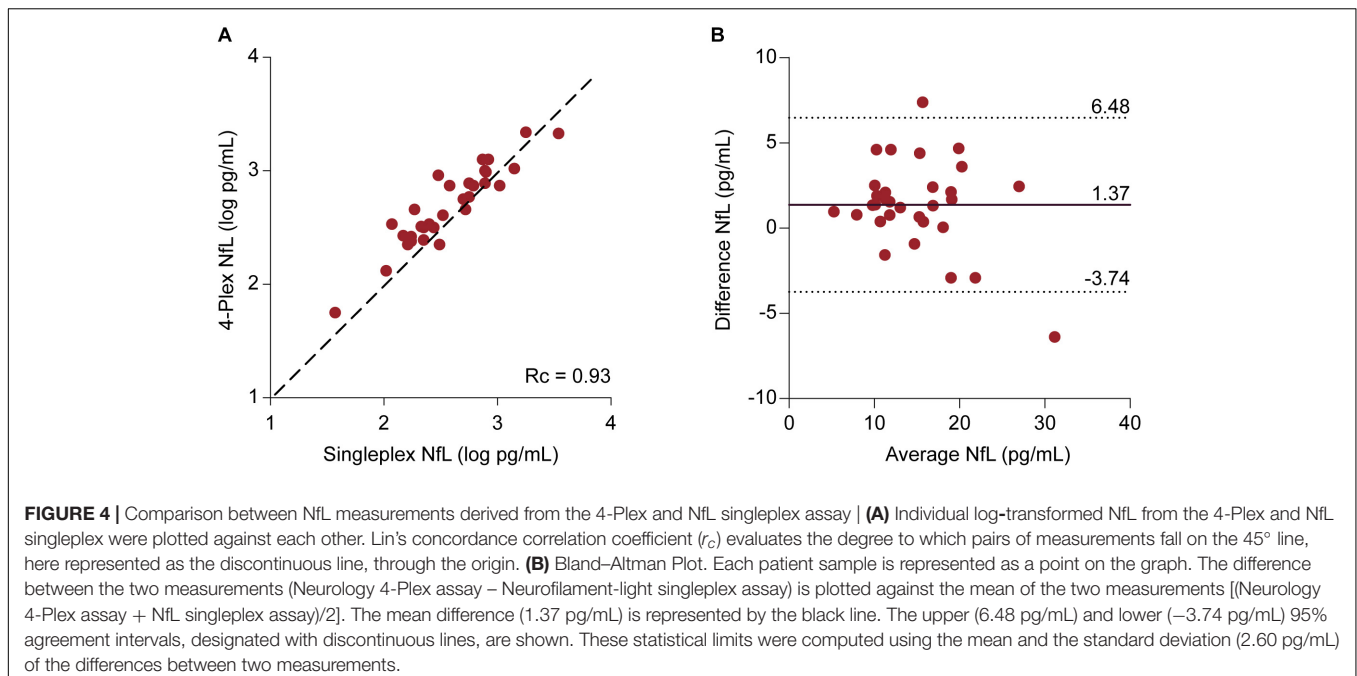 A
4
3
2
1
4-Plex NfL (log pg/mL)
Rc = 0.93
1 2 3 4
Singleplex NfL (log pg/mL)
B
10
5
0
-5
-10
Difference NfL (pg/mL)
6.48
1.37
-3.74
0 10 20 30 40
Average NfL (pg/mL)
FIGURE 4 | Comparison between NfL measurements derived from the 4-Plex and NfL singleplex assay | (A) Individual log-transformed NfL from the 4-Plex and NfL
singleplex were plotted against each other. Lin's concordance correlation coefficient (rc) evaluates the degree to which pairs of measurements fall on the 45° line,
here represented as the discontinuous line, through the origin. (B) Bland–Altman Plot. Each patient sample is represented as a point on the graph. The difference
between the two measurements (Neurology 4-Plex assay – Neurofilament-light singleplex assay) is plotted against the mean of the two measurements [(Neurology
4-Plex assay + NfL singleplex assay)/2]. The mean difference (1.37 pg/mL) is represented by the black line. The upper (6.48 pg/mL) and lower (−3.74 pg/mL) 95%
agreement intervals, designated with discontinuous lines, are shown. These statistical limits were computed using the mean and the standard deviation (2.60 pg/mL)
of the differences between two measurements.